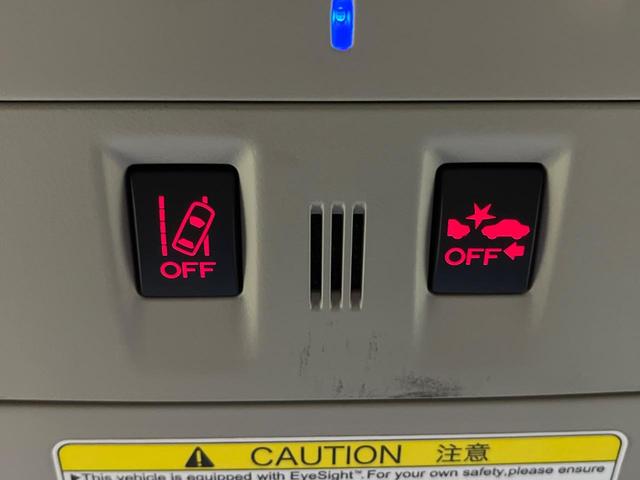 OFF
OFF
CAUTION 注意
This vehicle is equipped with EyeSight™. For your own safety, please ensure